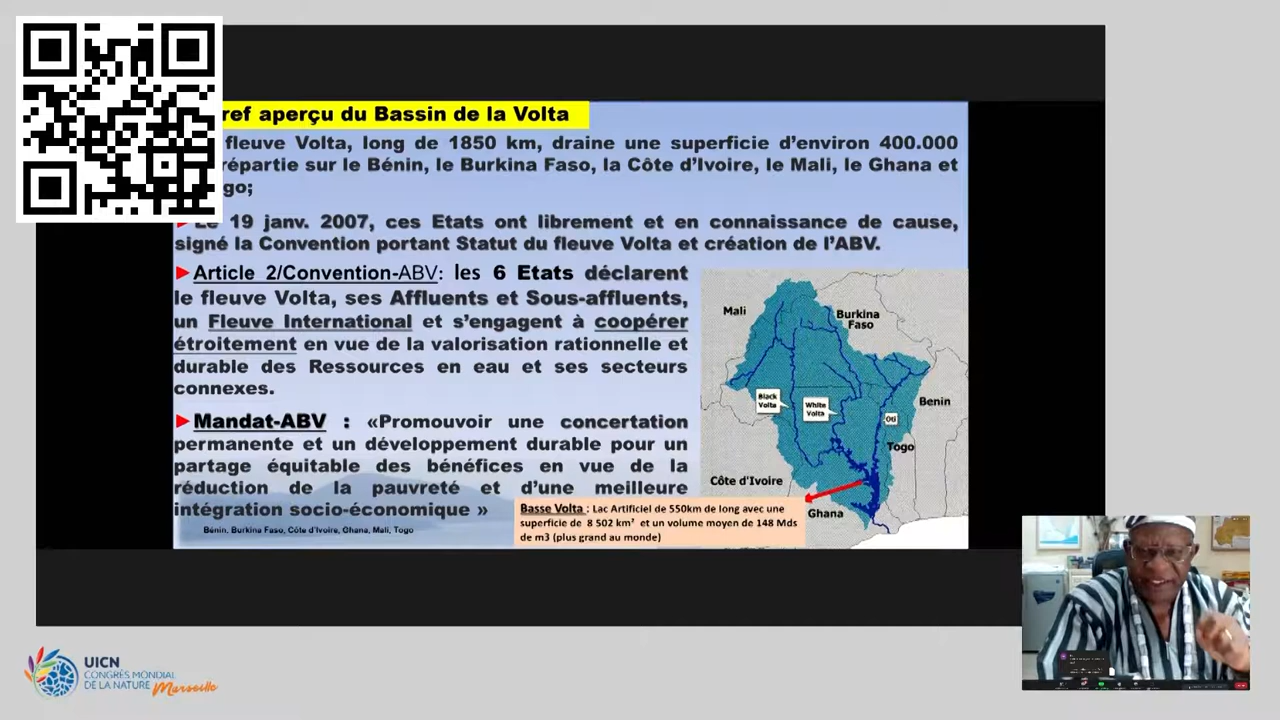 ref aperçu du Bassin de la Volta
fleuve Volta, long de 1850 km, draine une superficie d'environ 400.000
répartie sur le Bénin, le Burkina Faso, la Côte d'Ivoire, le Mali, le Ghana et
go;
►Le 19 janv. 2007, ces Etats ont librement et en connaissance de cause,
signé la Convention portant Statut du fleuve Volta et création de l'ABV.
►Article 2/Convention-ABV: les 6 Etats déclarent
le fleuve Volta, ses Affluents et Sous-affluents,
un Fleuve International et s'engagent à coopérer
étroitement en vue de la valorisation rationnelle et
durable des Ressources en eau et ses secteurs
connexes.
►Mandat-ABV : «Promouvoir une concertation
permanente et un développement durable pour un
partage équitable des bénéfices en vue de la
réduction de la pauvreté et d'une meilleure
intégration socio-économique »
Bénin, Burkina Faso, Côte d'Ivoire, Ghana, Mali, Togo
Mali
Burkina
Faso
Black
Volta
White
Volta
Oti
Benin
Togo
Côte d'Ivoire
Ghana
Basse Volta : Lac Artificiel de 550km de long avec une
superficie de 8 502 km² et un volume moyen de 148 Mds
de m3 (plus grand au monde)
UICN
CONGRÈS MONDIAL
DE LA NATURE
Marseille